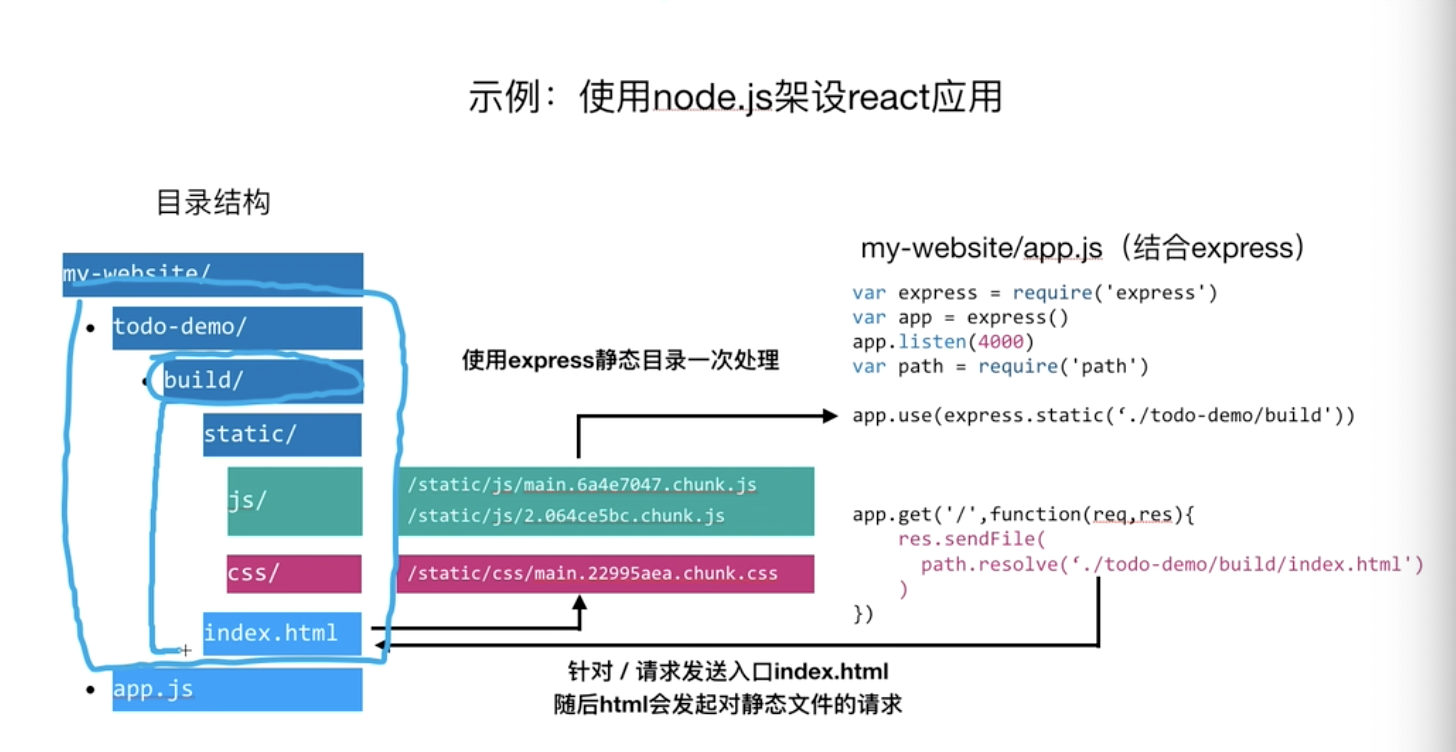 示例：使用node.js架设react应用
目录结构
my-website/
• todo-demo/
• build/
static/
js/
css/
index.html
• app.js
/static/js/main.6a4e7047.chunk.js
/static/js/2.064ce5bc.chunk.js
/static/css/main.22995aea.chunk.css
使用express静态目录一次处理
针对 / 请求发送入口index.html
随后html会发起对静态文件的请求
my-website/app.js（结合express）
var express = require('express')
var app = express()
app.listen(4000)
var path = require('path')
app.use(express.static(‘./todo-demo/build'))
app.get('/',function(req,res){
res.sendFile(
path.resolve(‘./todo-demo/build/index.html')
)
})